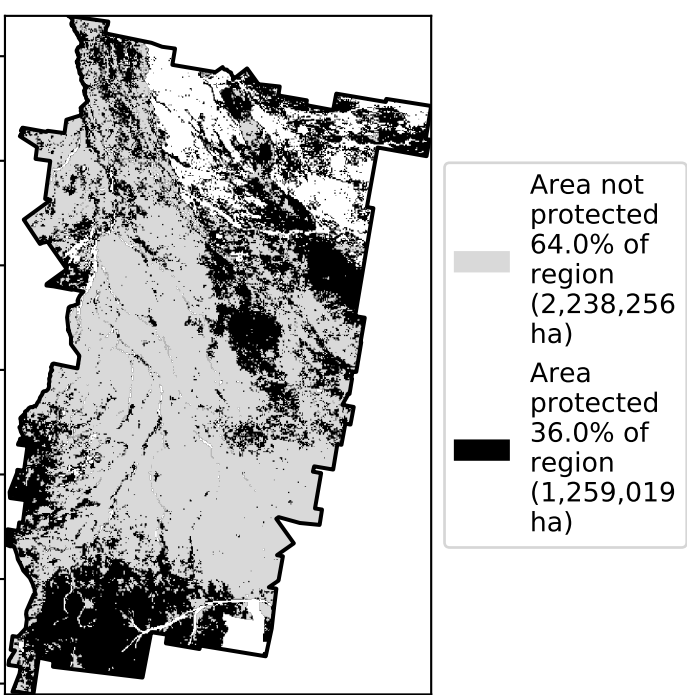 Area not
protected
64.0% of
region
(2,238,256
ha)
Area
protected
36.0% of
region
(1,259,019
ha)